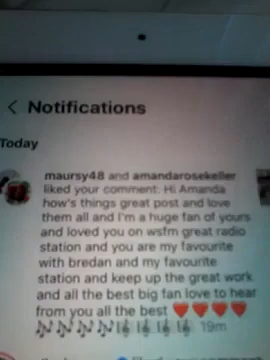 < Notifications
Today
maursy48 and amandarosekeller
liked your comment: Hi Amanda
how's things great post and love
them all and I'm a huge fan of yours
and loved you on wsfm great radio
station and you are my favourite
with bredan and my favourite
station and keep up the great work
and all the best big fan love to hear
from you all the best ❤️❤️❤️❤️
🎶🎶🎶🎶🎼🎼🎼🎼 19m